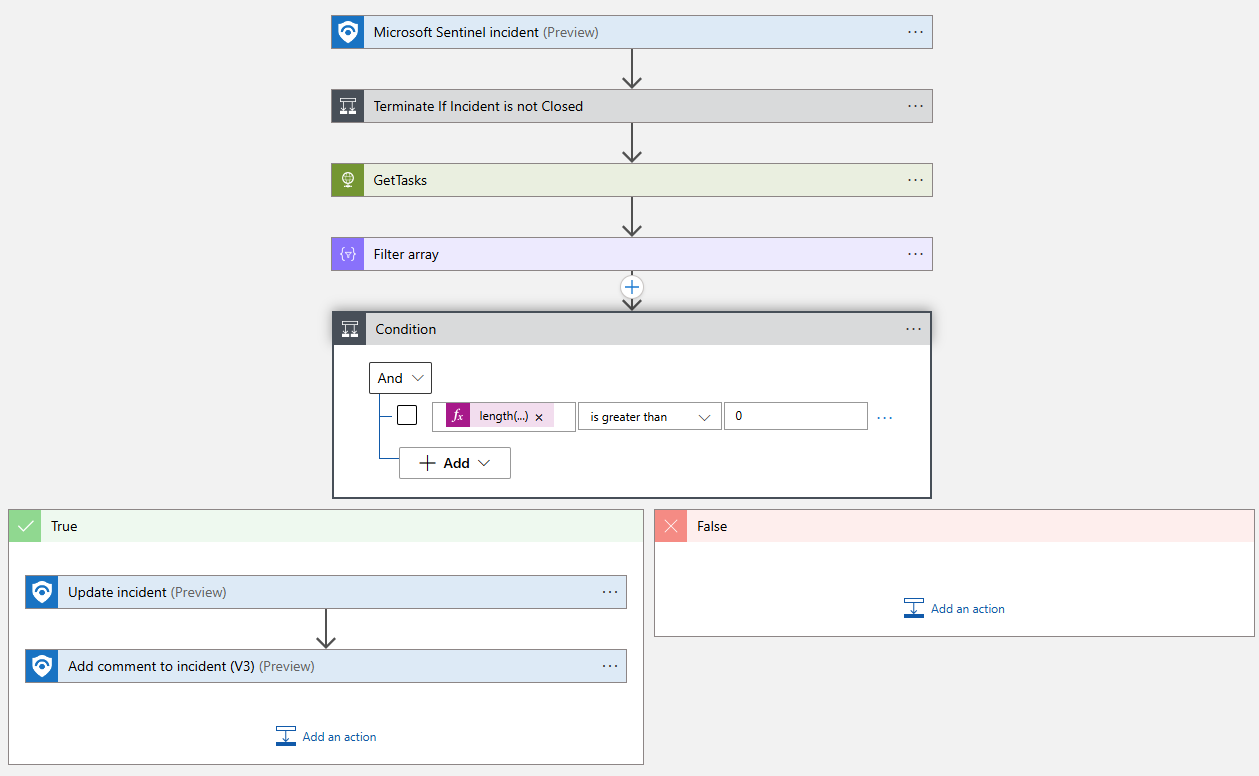 Microsoft Sentinel incident (Preview)
Terminate If Incident is not Closed
GetTasks
Filter array
Condition
And
fx length(...) × is greater than 0
Add
True
False
Update incident (Preview)
Add an action
Add comment to incident (V3) (Preview)
Add an action